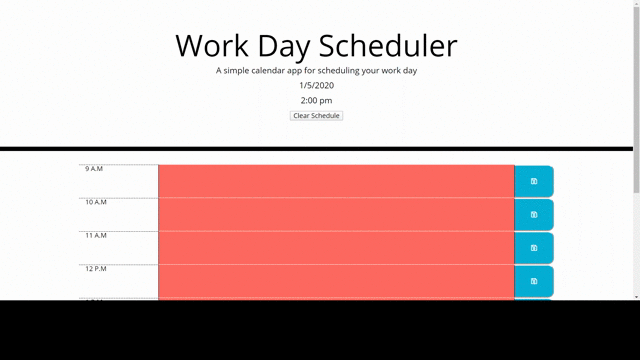 Work Day Scheduler
A simple calendar app for scheduling your work day
1/5/2020
2:00 pm
Clear Schedule
9 A.M
10 A.M
11 A.M
12 P.M